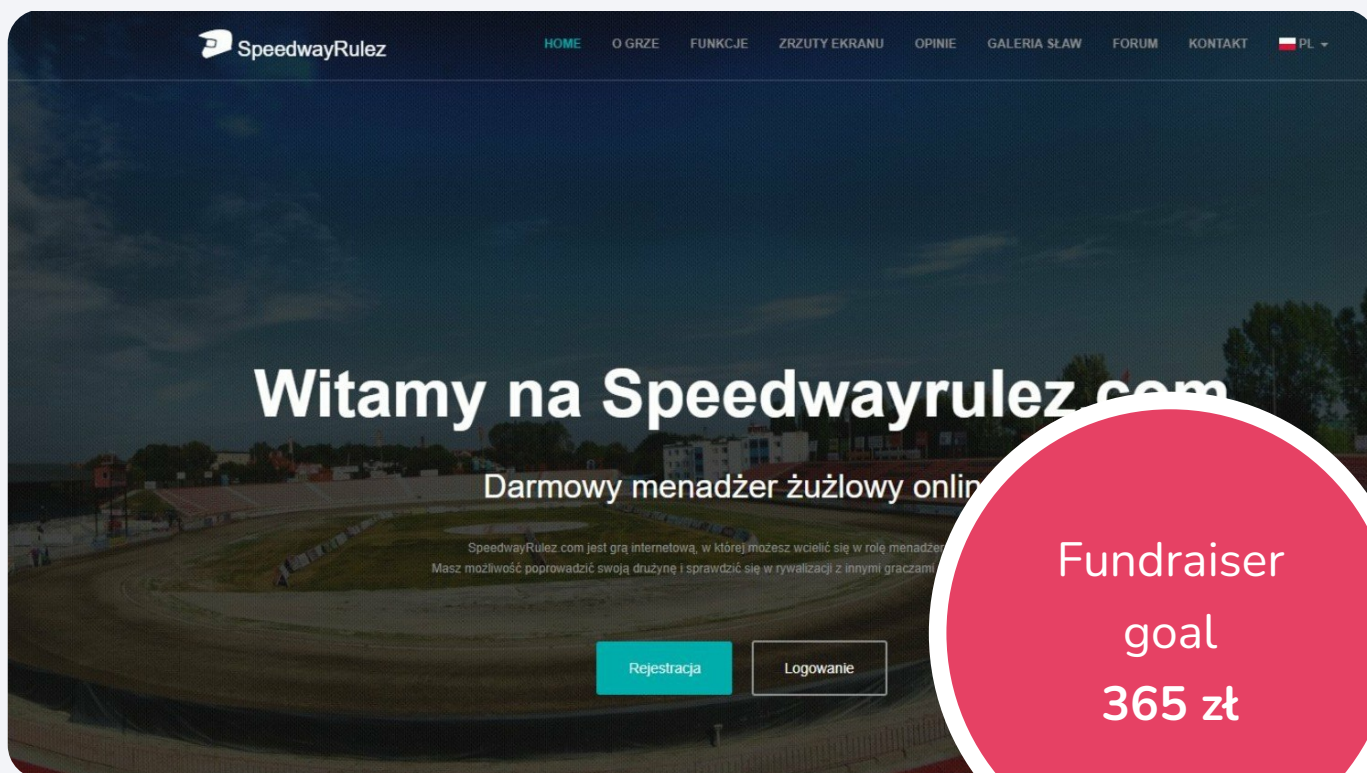 SpeedwayRulez
HOME O GRZE FUNKCJE ZRZUTY EKRANU OPINIE GALERIA SŁAW FORUM KONTAKT PL
Witamy na Speedwayrulez.com
Darmowy menadżer żużlowy onlin
SpeedwayRulez.com jest grą internetową, w której możesz wcielić się w rolę menadżer
Masz możliwość poprowadzić swoją drużynę i sprawdzić się w rywalizacji z innymi graczami
Rejestracja Logowanie
Fundraiser
goal
365 zł